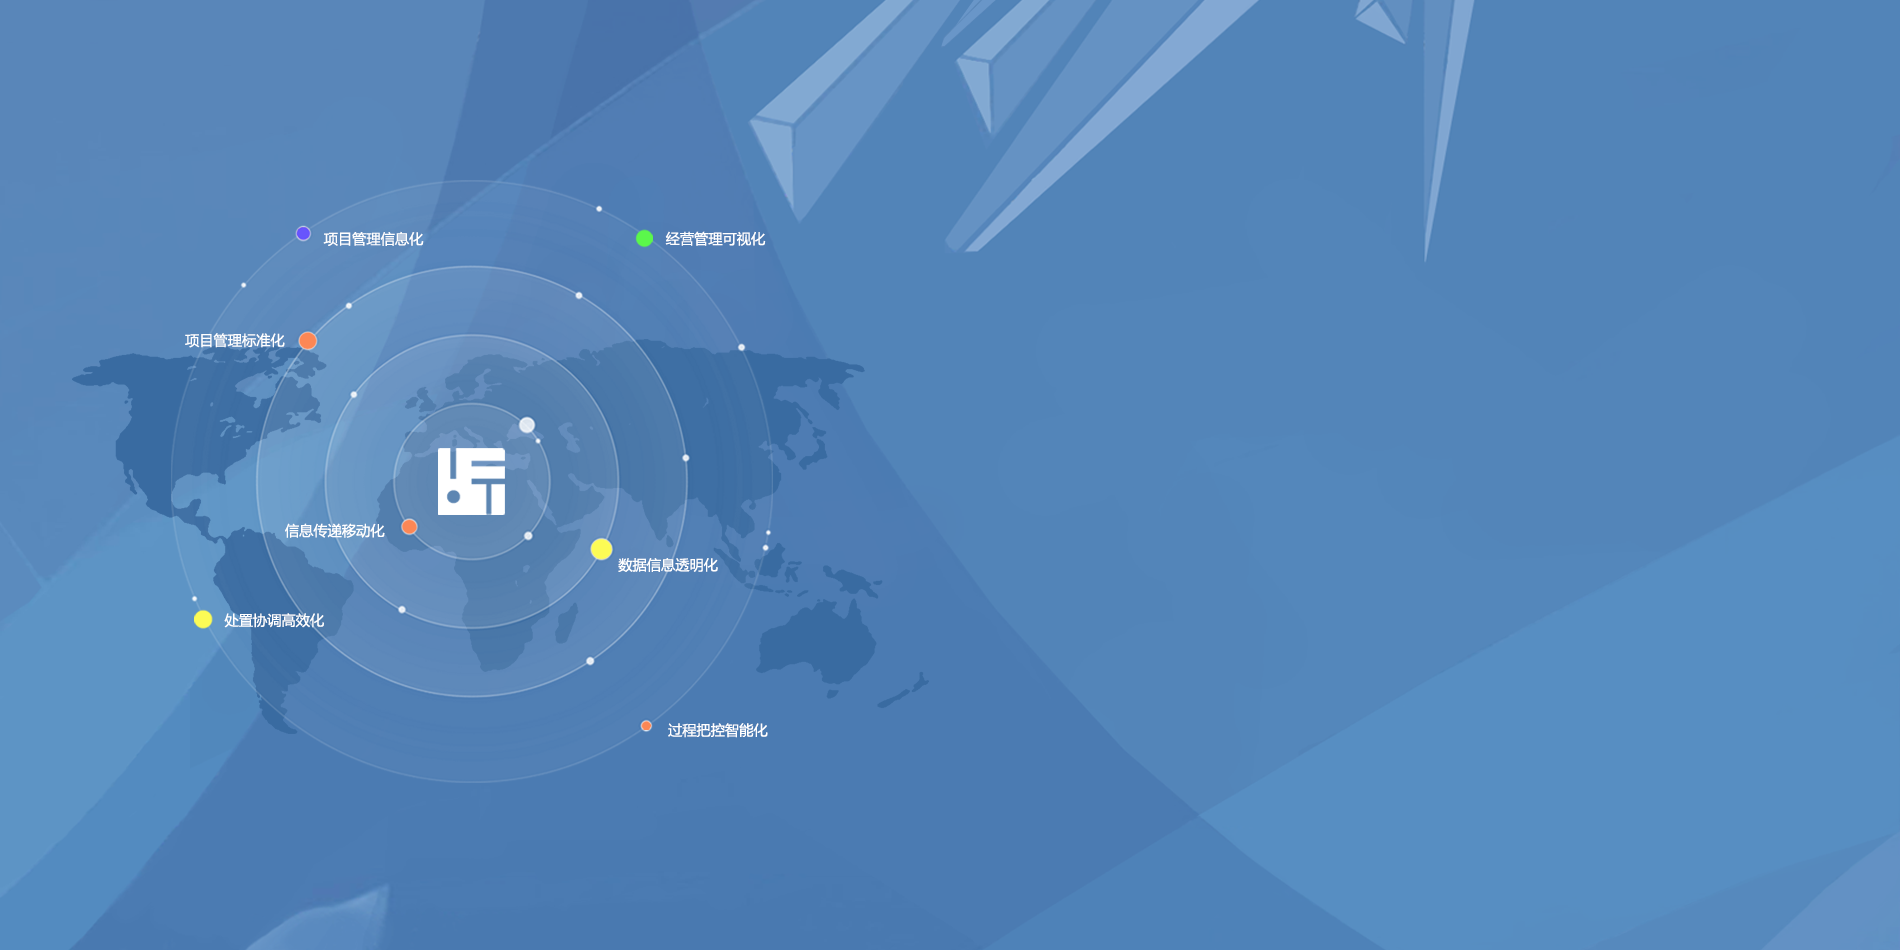 项目管理信息化
经营管理可视化
项目管理标准化
信息传递移动化
数据信息透明化
处置协调高效化
过程把控智能化